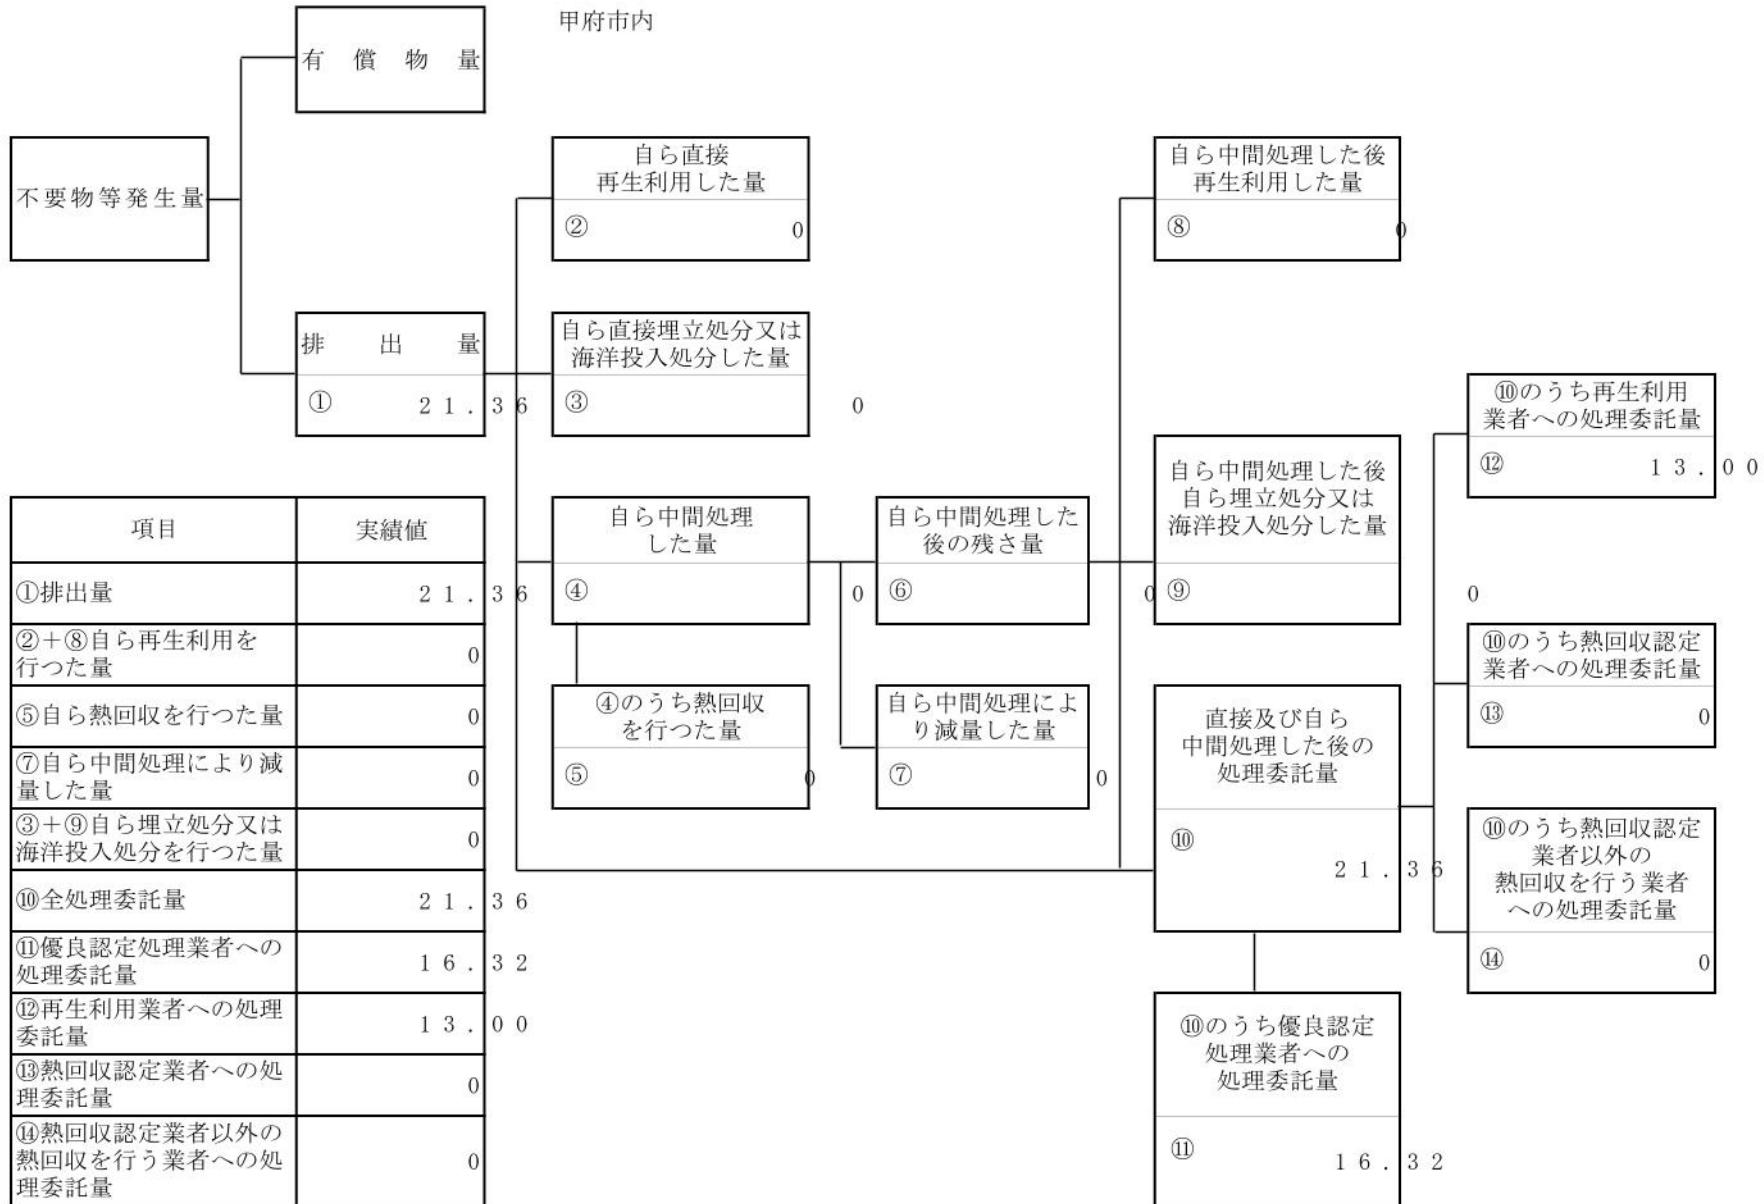 甲府市内
有償物量
不要物等発生量
自ら直接
再生利用した量
② 0
自ら中間処理した後
再生利用した量
⑧ 0
排出量
① 21.36
自ら直接埋立処分又は
海洋投入処分した量
③ 0
⑩のうち再生利用
業者への処理委託量
⑫ 13.00
自ら中間処理
した量
④ 0
自ら中間処理した
後の残さ量
⑥ 0
自ら中間処理した後
自ら埋立処分又は
海洋投入処分した量
⑨ 0
⑩のうち熱回収認定
業者への処理委託量
⑬ 0
④のうち熱回収
を行つた量
⑤ 0
自ら中間処理によ
り減量した量
⑦ 0
直接及び自ら
中間処理した後の
処理委託量
⑩ 21.36
⑩のうち熱回収認定
業者以外の
熱回収を行う業者
への処理委託量
⑭ 0
⑩のうち優良認定
処理業者への
処理委託量
⑪ 16.32
項目 実績値
①排出量 21.36
②+⑧自ら再生利用を
行つた量 0
⑤自ら熱回収を行つた量 0
⑦自ら中間処理により減
量した量 0
③+⑨自ら埋立処分又は
海洋投入処分を行つた量 0
⑩全処理委託量 21.36
⑪優良認定処理業者への
処理委託量 16.32
⑫再生利用業者への処理
委託量 13.00
⑬熱回収認定業者への処
理委託量 0
⑭熱回収認定業者以外の
熱回収を行う業者への処
理委託量 0